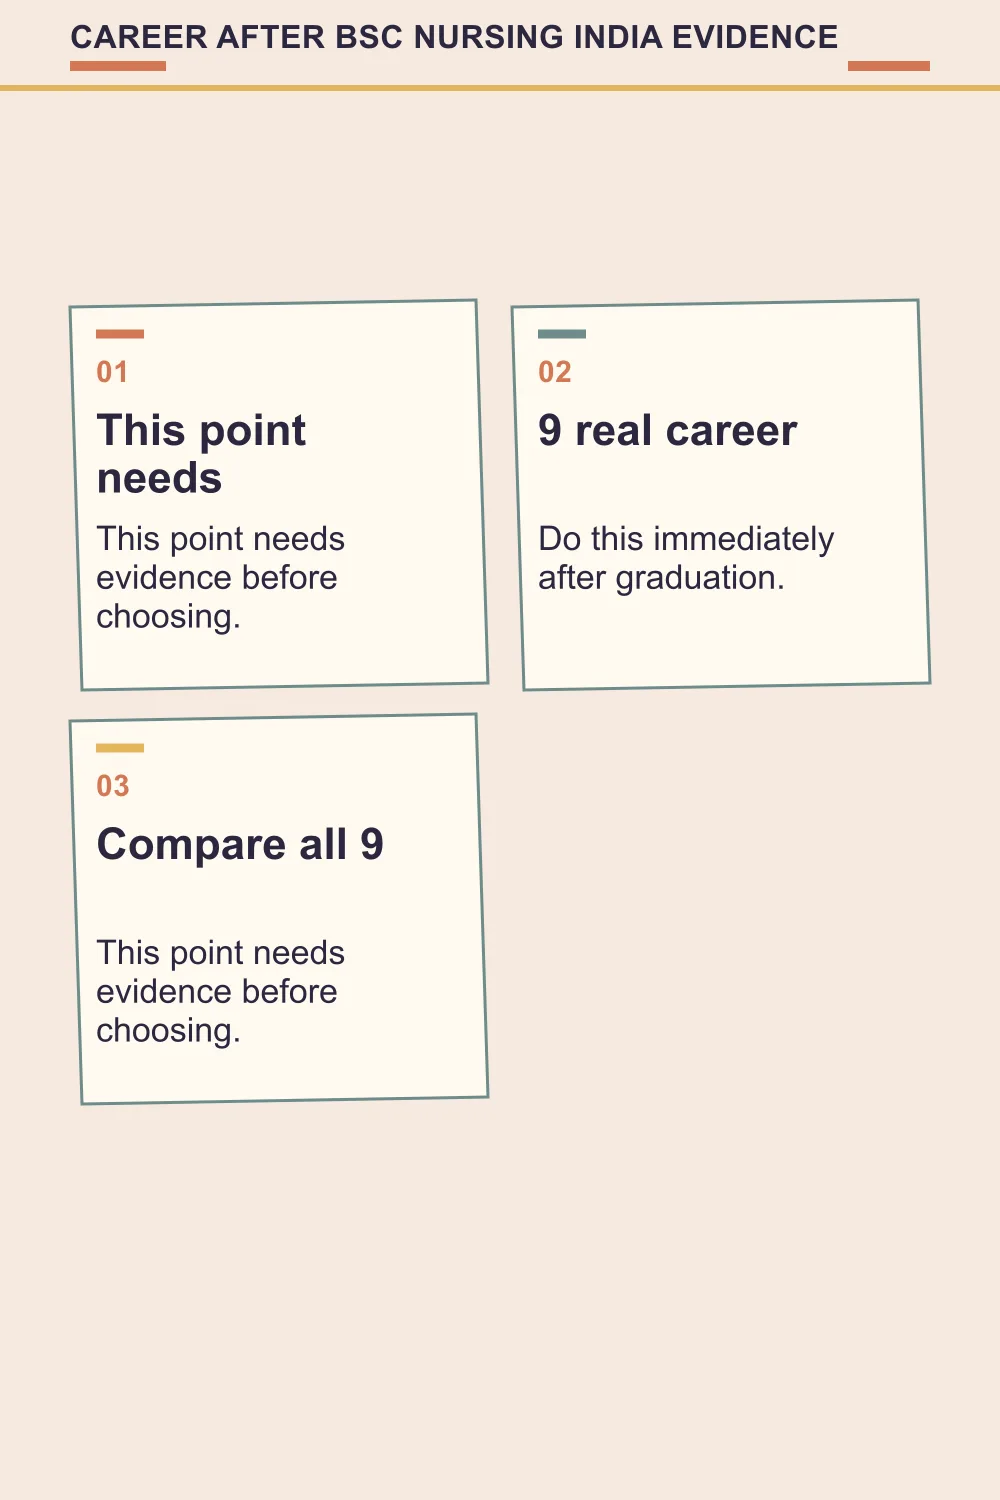 CAREER AFTER BSC NURSING INDIA EVIDENCE
01
This point
needs
This point needs
evidence before
choosing.
02
9 real career
Do this immediately
after graduation.
03
Compare all 9
This point needs
evidence before
choosing.